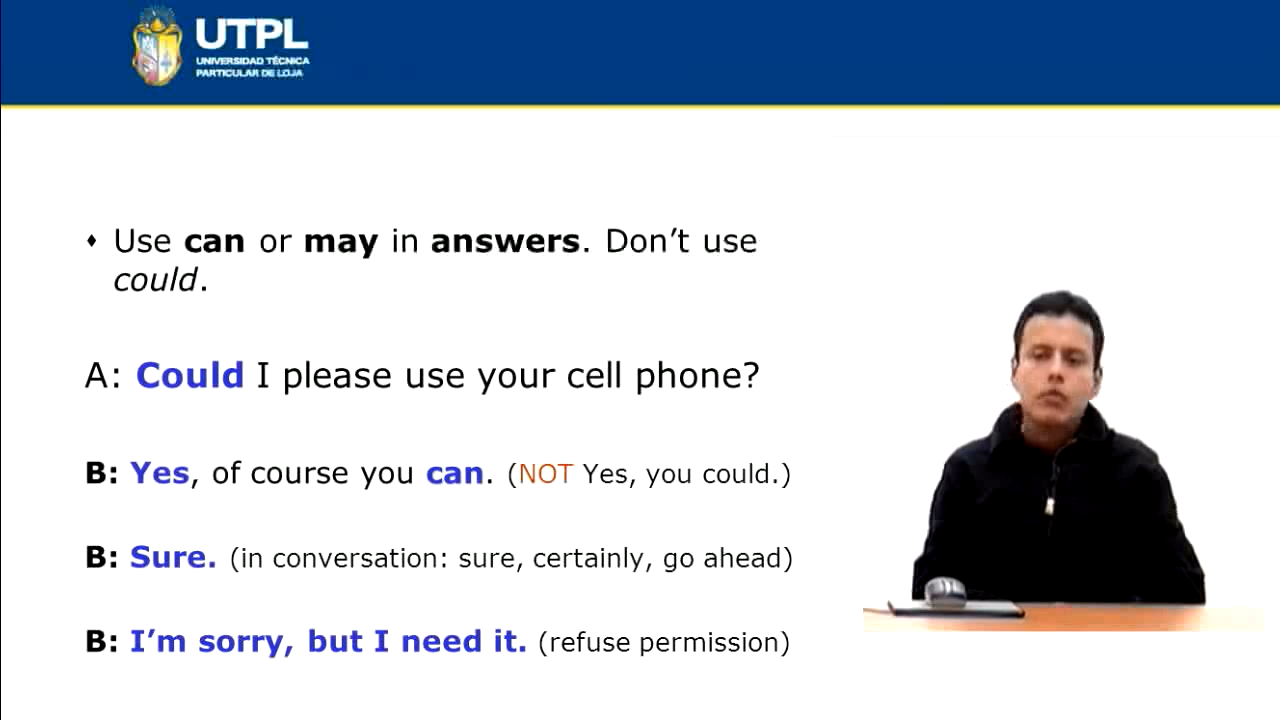 UTPL
UNIVERSIDAD TÉCNICA
PARTICULAR DE LOJA
⬧ Use can or may in answers. Don’t use
could.
A: Could I please use your cell phone?
B: Yes, of course you can. (NOT Yes, you could.)
B: Sure. (in conversation: sure, certainly, go ahead)
B: I’m sorry, but I need it. (refuse permission)